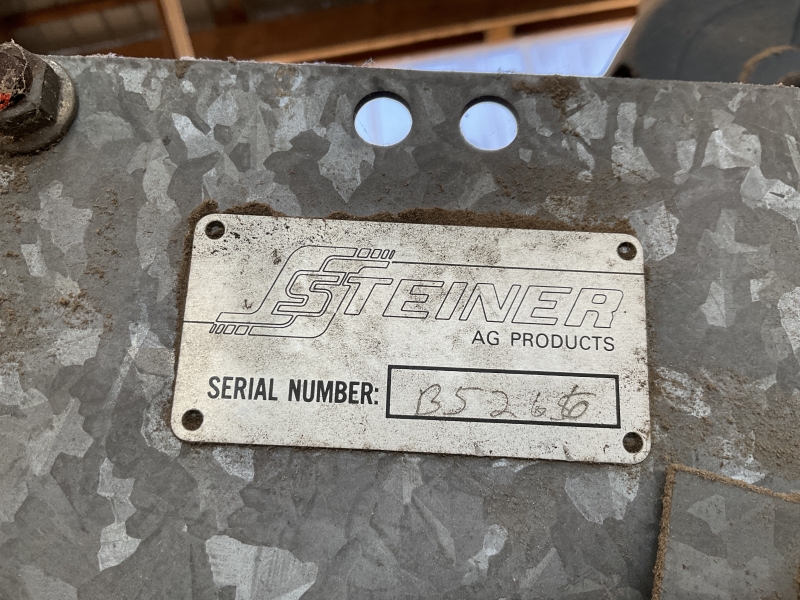 STEINER
AG PRODUCTS
SERIAL NUMBER: B5266